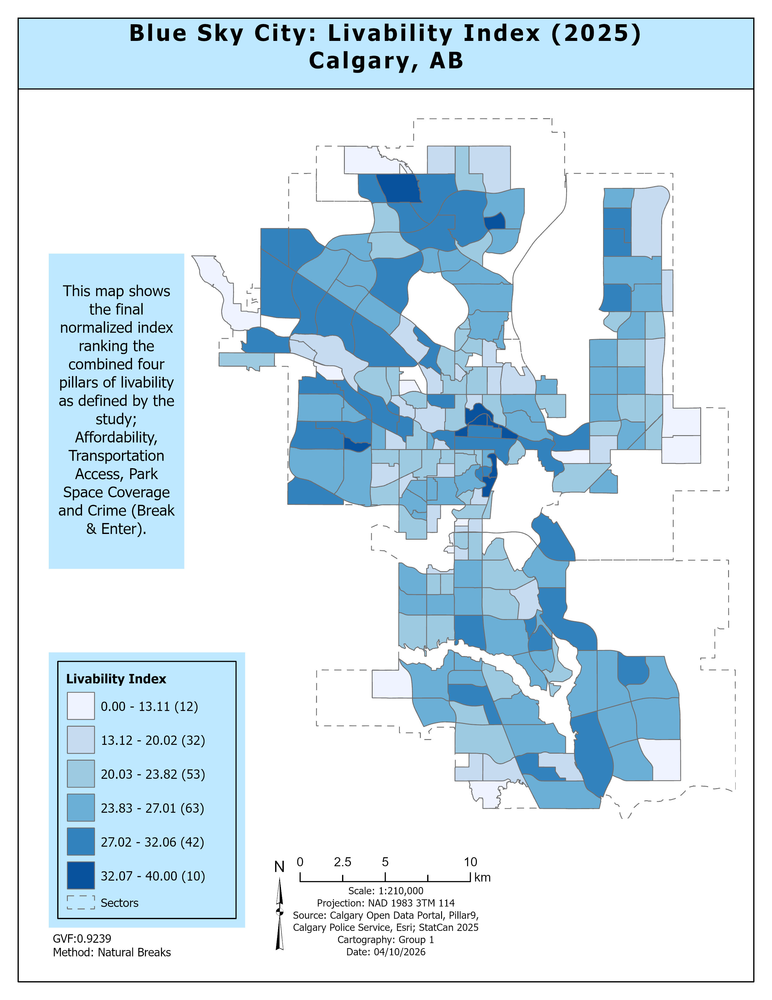 Blue Sky City: Livability Index (2025)
Calgary, AB
This map shows
the final
normalized index
ranking the
combined four
pillars of livability
as defined by the
study;
Affordability,
Transportation
Access, Park
Space Coverage
and Crime (Break
& Enter).
Livability Index
0.00 - 13.11 (12)
13.12 - 20.02 (32)
20.03 - 23.82 (53)
23.83 - 27.01 (63)
27.02 - 32.06 (42)
32.07 - 40.00 (10)
Sectors
GVF:0.9239
Method: Natural Breaks
N
0 2.5 5 10
km
Scale: 1:210,000
Projection: NAD 1983 3TM 114
Source: Calgary Open Data Portal, Pillar9,
Calgary Police Service, Esri; StatCan 2025
Cartography: Group 1
Date: 04/10/2026